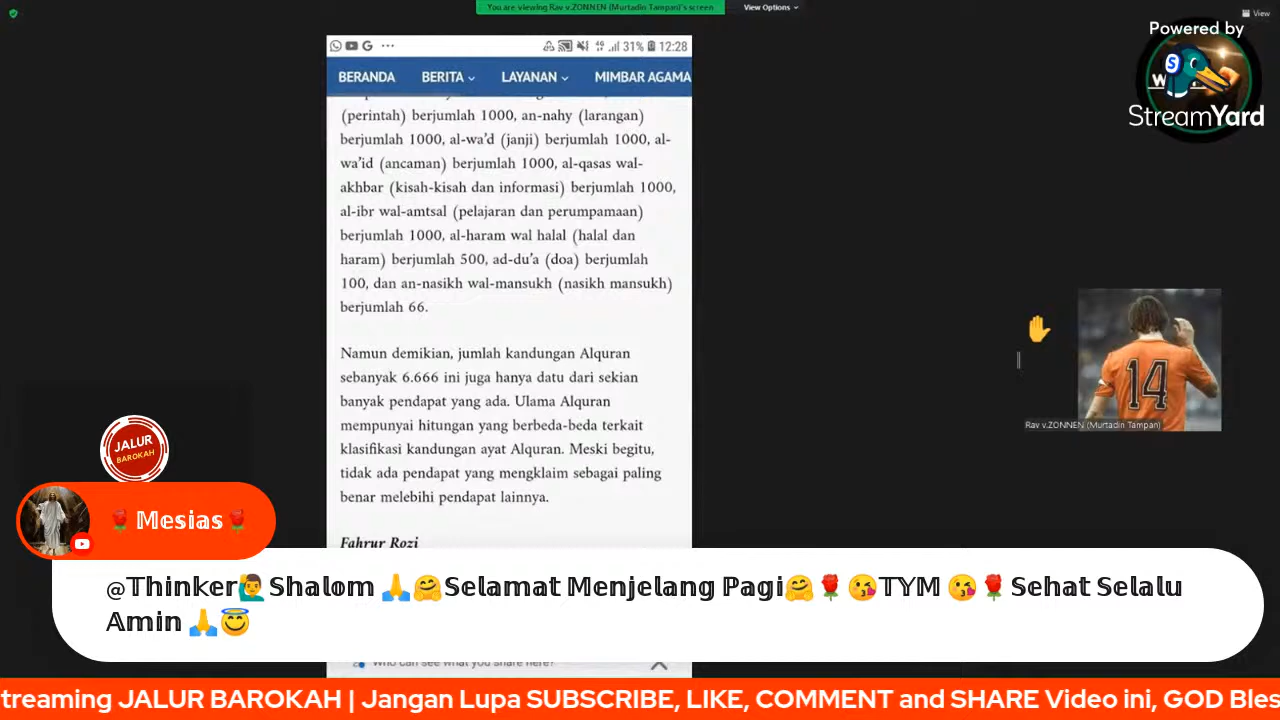 You are viewing Rav v.ZONNEN (Murtadin Tampan)'s screen
View Options
View
Powered by
StreamYard
31% 12:28
BERANDA BERITA LAYANAN MIMBAR AGAMA
(perintah) berjumlah 1000, an-nahy (larangan)
berjumlah 1000, al-wa’d (janji) berjumlah 1000, al-
wa’id (ancaman) berjumlah 1000, al-qasas wal-
akhbar (kisah-kisah dan informasi) berjumlah 1000,
al-ibr wal-amtsal (pelajaran dan perumpamaan)
berjumlah 1000, al-haram wal halal (halal dan
haram) berjumlah 500, ad-du’a (doa) berjumlah
100, dan an-nasikh wal-mansukh (nasikh mansukh)
berjumlah 66.
Namun demikian, jumlah kandungan Alquran
sebanyak 6.666 ini juga hanya datu dari sekian
banyak pendapat yang ada. Ulama Alquran
mempunyai hitungan yang berbeda-beda terkait
klasifikasi kandungan ayat Alquran. Meski begitu,
tidak ada pendapat yang mengklaim sebagai paling
benar melebihi pendapat lainnya.
Fahrur Rozi
14
Rav v.ZONNEN (Murtadin Tampan)
JALUR
BAROKAH
🌹𝕄𝕖𝕤𝕚𝕒𝕤🌹
@𝕋𝕙𝕚𝕟𝕜𝕖𝕣🙋‍♂️𝕊𝕙𝕒𝕝𝕠𝕞 🙏🤗𝕊𝕖𝕝𝕒𝕞𝕒𝕥 𝕄𝕖𝕟𝕛𝕖𝕝𝕒𝕟𝕘 ℙ𝕒𝕘𝕚🤗🌹😘𝕋𝕐𝕄 😘🌹𝕊𝕖𝕙𝕒𝕥 𝕊𝕖𝕝𝕒𝕝𝕦
𝔸𝕞𝕚𝕟 🙏😇
Who can see what you share here?
treaming JALUR BAROKAH | Jangan Lupa SUBSCRIBE, LIKE, COMMENT and SHARE Video ini, GOD Bles